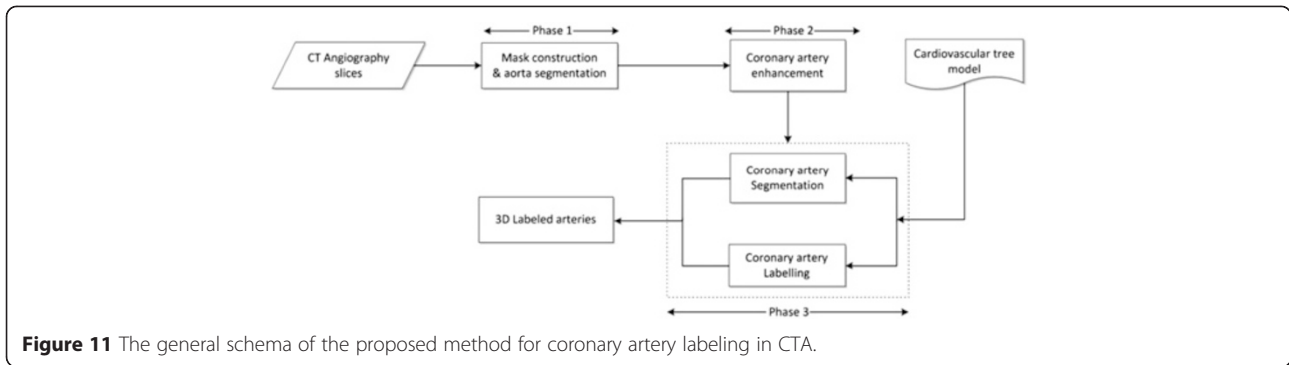 Phase 1
Phase 2
CT Angiography
slices
Mask construction
& aorta segmentation
Coronary artery
enhancement
Cardiovascular tree
model
Coronary artery
Segmentation
3D Labeled arteries
Coronary artery
Labelling
Phase 3
Figure 11 The general schema of the proposed method for coronary artery labeling in CTA.